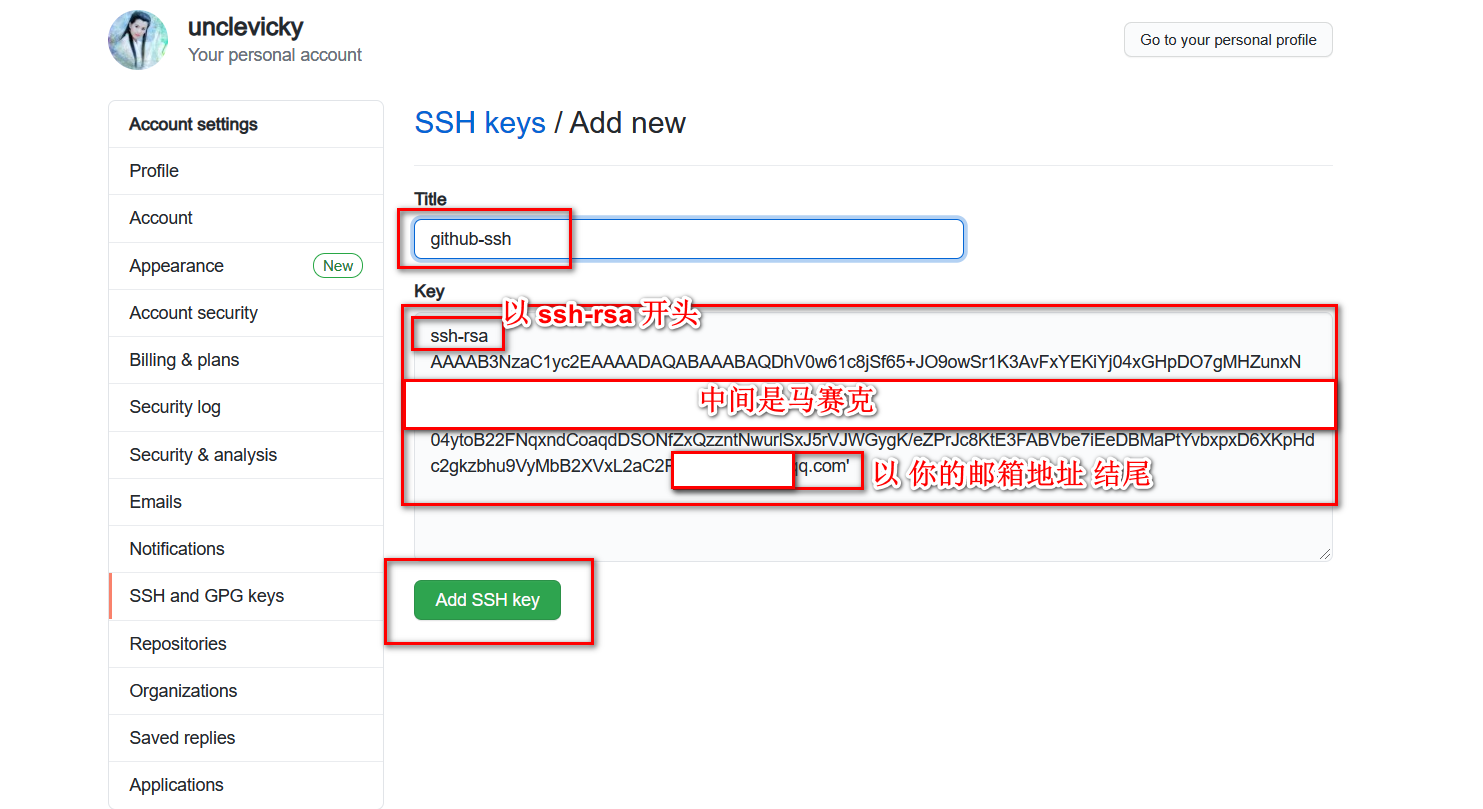 unclevicky
Your personal account
Go to your personal profile
Account settings
Profile
Account
Appearance New
Account security
Billing & plans
Security log
Security & analysis
Emails
Notifications
SSH and GPG keys
Repositories
Organizations
Saved replies
Applications
SSH keys / Add new
Title
github-ssh
Key
以 ssh-rsa 开头
ssh-rsa
AAAAB3NzaC1yc2EAAAADAQABAAABAQDhV0w61c8jSf65+JO9owSr1K3AvFxYEKiYj04xGHpDO7gMHZunxN
中间是马赛克
04ytoB22FNqxndCoaqdDSONfZxQzzntNwurlSxJ5rVJWGygK/eZPrJc8KtE3FABVbe7iEeDBMaPtYvbxpxD6XKpHd
c2gkzbhu9VyMbB2XVxL2aC2F qq.com' 以 你的邮箱地址 结尾
Add SSH key